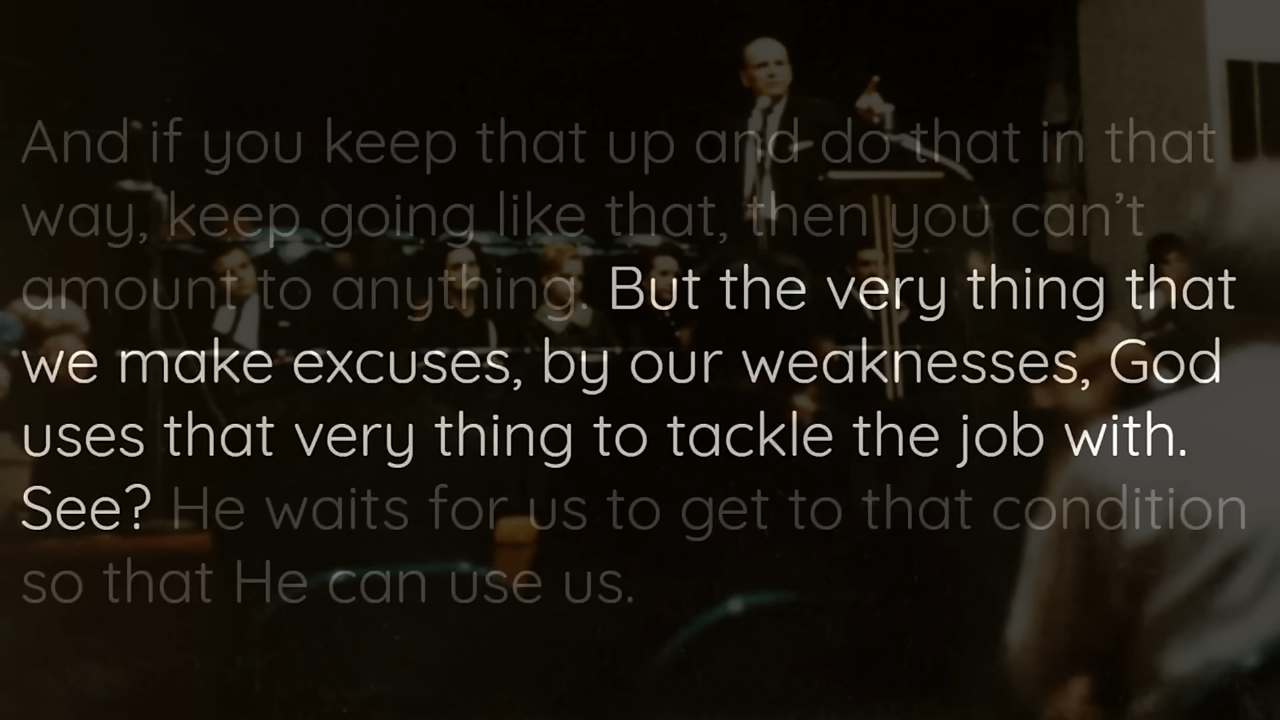 And if you keep that up and do that in that
way, keep going like that, then you can’t
amount to anything. But the very thing that
we make excuses, by our weaknesses, God
uses that very thing to tackle the job with.
See? He waits for us to get to that condition
so that He can use us.